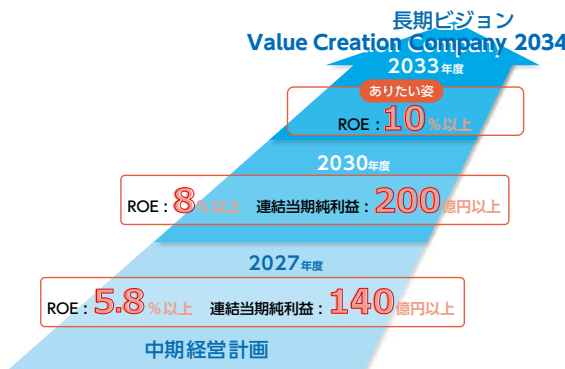 長期ビジョン
Value Creation Company 2034
2033年度
ありたい姿
ROE：10％以上
2030年度
ROE：8％以上 連結当期純利益：200億円以上
2027年度
ROE：5.8％以上 連結当期純利益：140億円以上
中期経営計画